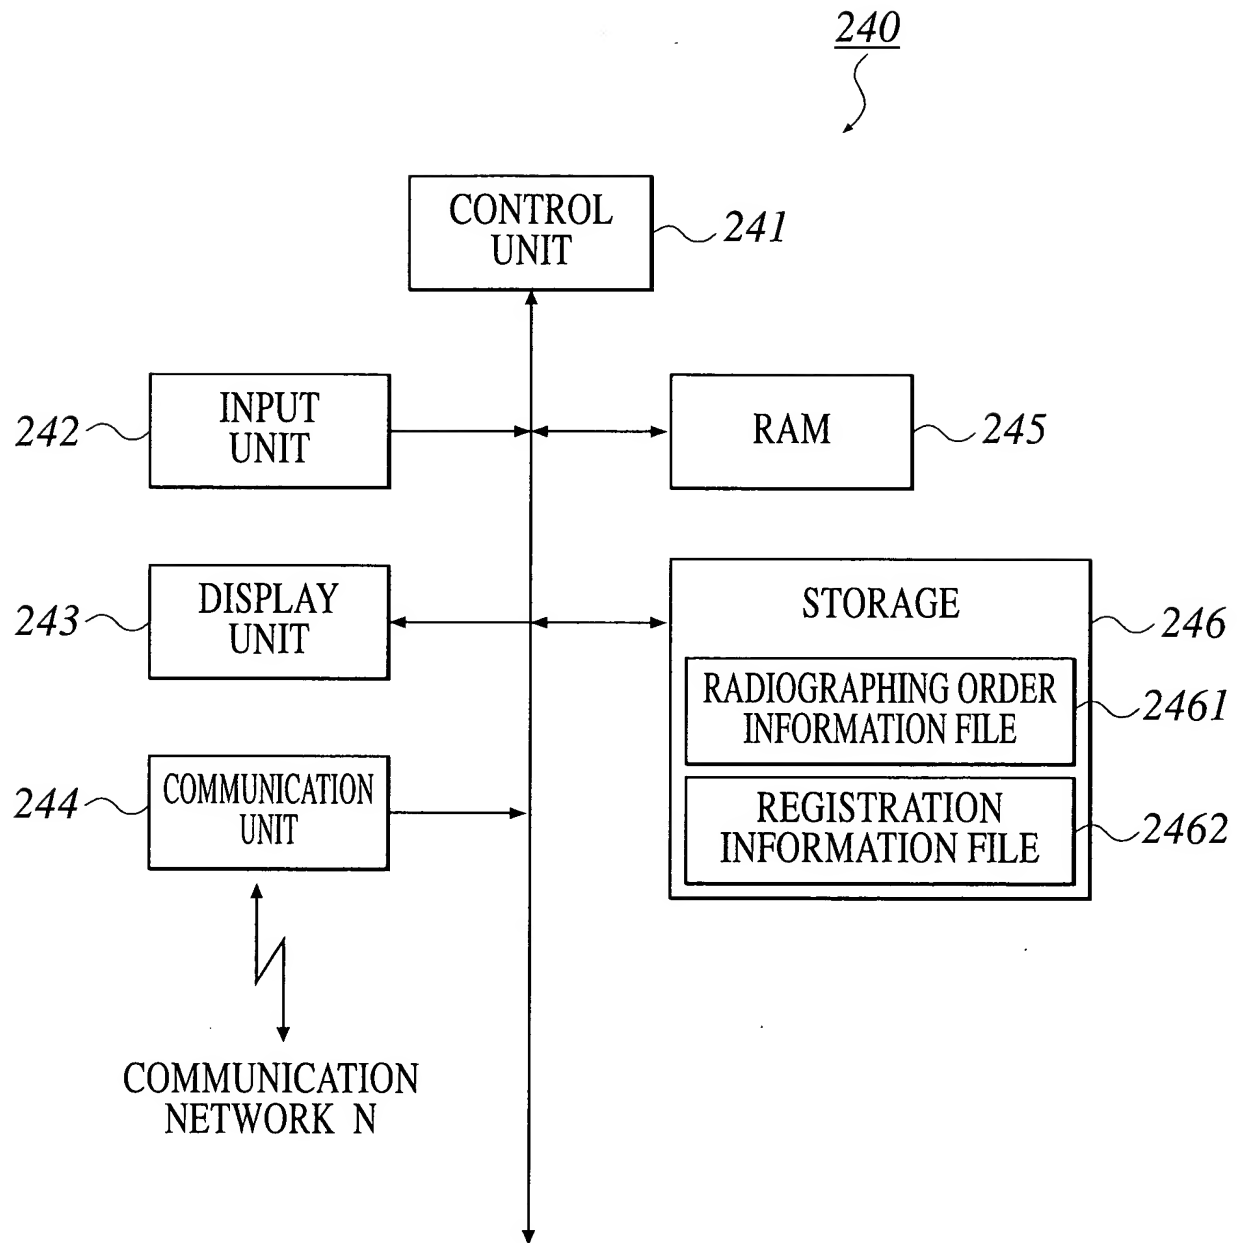 240
CONTROL
UNIT
241
242
INPUT
UNIT
RAM
245
243
DISPLAY
UNIT
STORAGE
246
RADIOGRAPHING ORDER
INFORMATION FILE
2461
244
COMMUNICATION
UNIT
REGISTRATION
INFORMATION FILE
2462
COMMUNICATION
NETWORK N